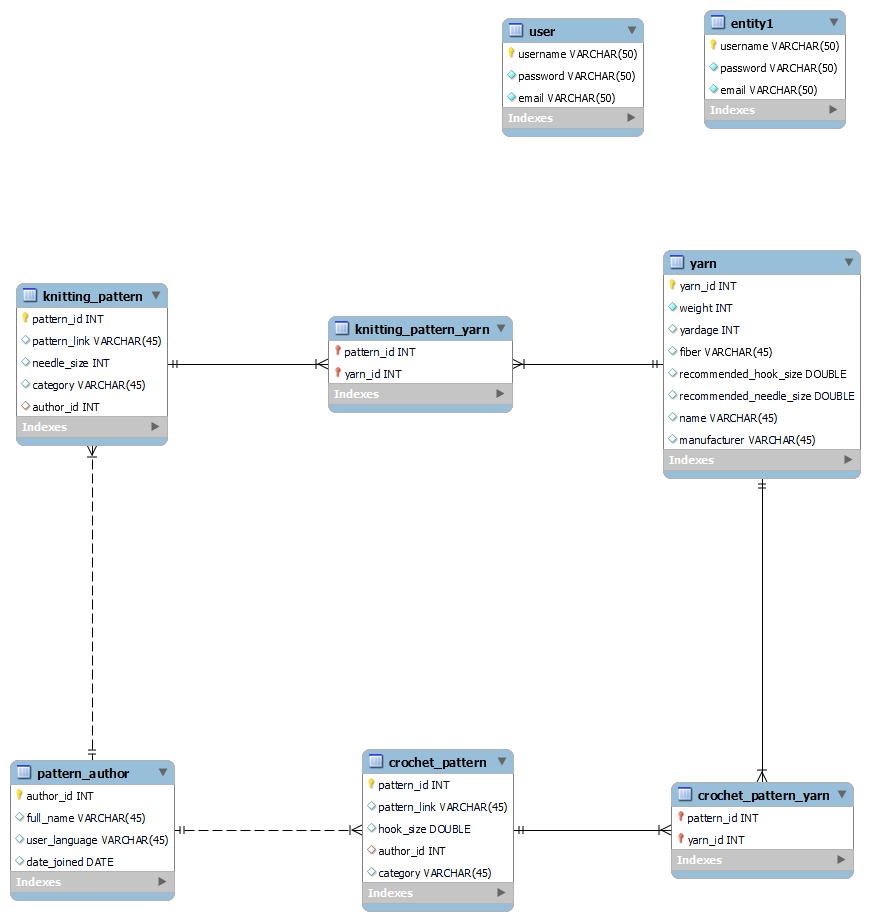 user
username VARCHAR(50)
password VARCHAR(50)
email VARCHAR(50)
Indexes
entity1
username VARCHAR(50)
password VARCHAR(50)
email VARCHAR(50)
Indexes
knitting_pattern
pattern_id INT
pattern_link VARCHAR(45)
needle_size INT
category VARCHAR(45)
author_id INT
Indexes
knitting_pattern_yarn
pattern_id INT
yarn_id INT
Indexes
yarn
yarn_id INT
weight INT
yardage INT
fiber VARCHAR(45)
recommended_hook_size DOUBLE
recommended_needle_size DOUBLE
name VARCHAR(45)
manufacturer VARCHAR(45)
Indexes
pattern_author
author_id INT
full_name VARCHAR(45)
user_language VARCHAR(45)
date_joined DATE
Indexes
crochet_pattern
pattern_id INT
pattern_link VARCHAR(45)
hook_size DOUBLE
author_id INT
category VARCHAR(45)
Indexes
crochet_pattern_yarn
pattern_id INT
yarn_id INT
Indexes